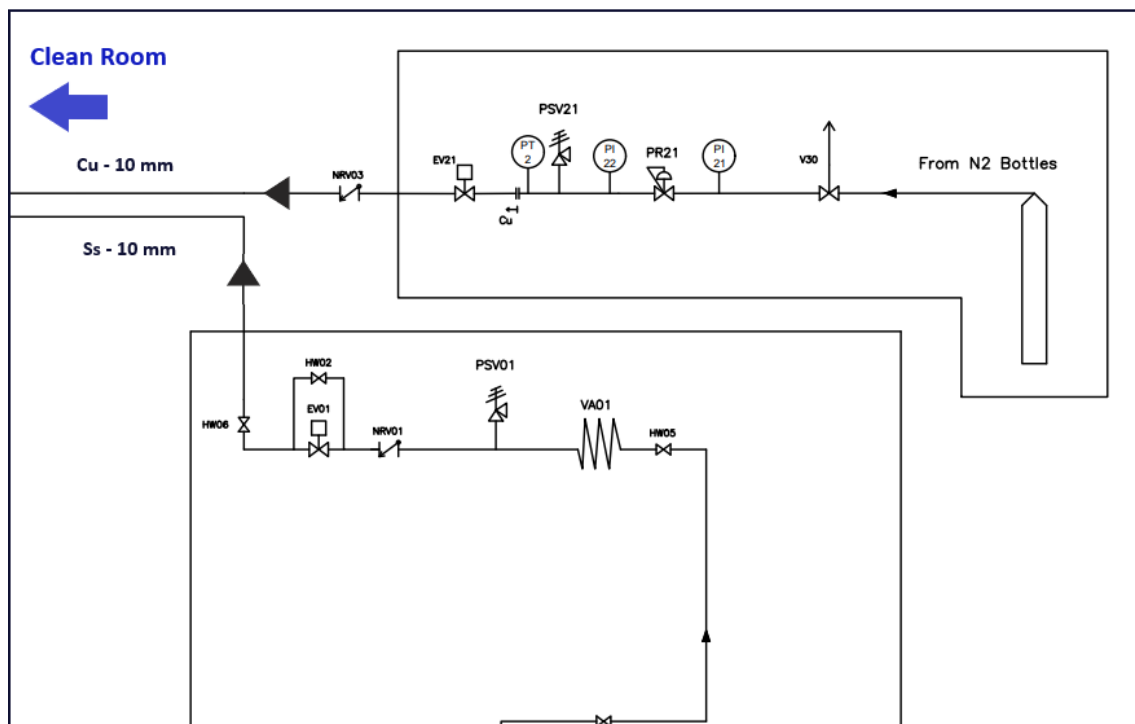 Clean Room
Cu - 10 mm
Ss - 10 mm
NRV03
EV21
Cu
PT
2
PSV21
PI
22
PR21
PI
21
V30
From N2 Bottles
HW06
HW02
EV01
NRV01
PSV01
VA01
HW05